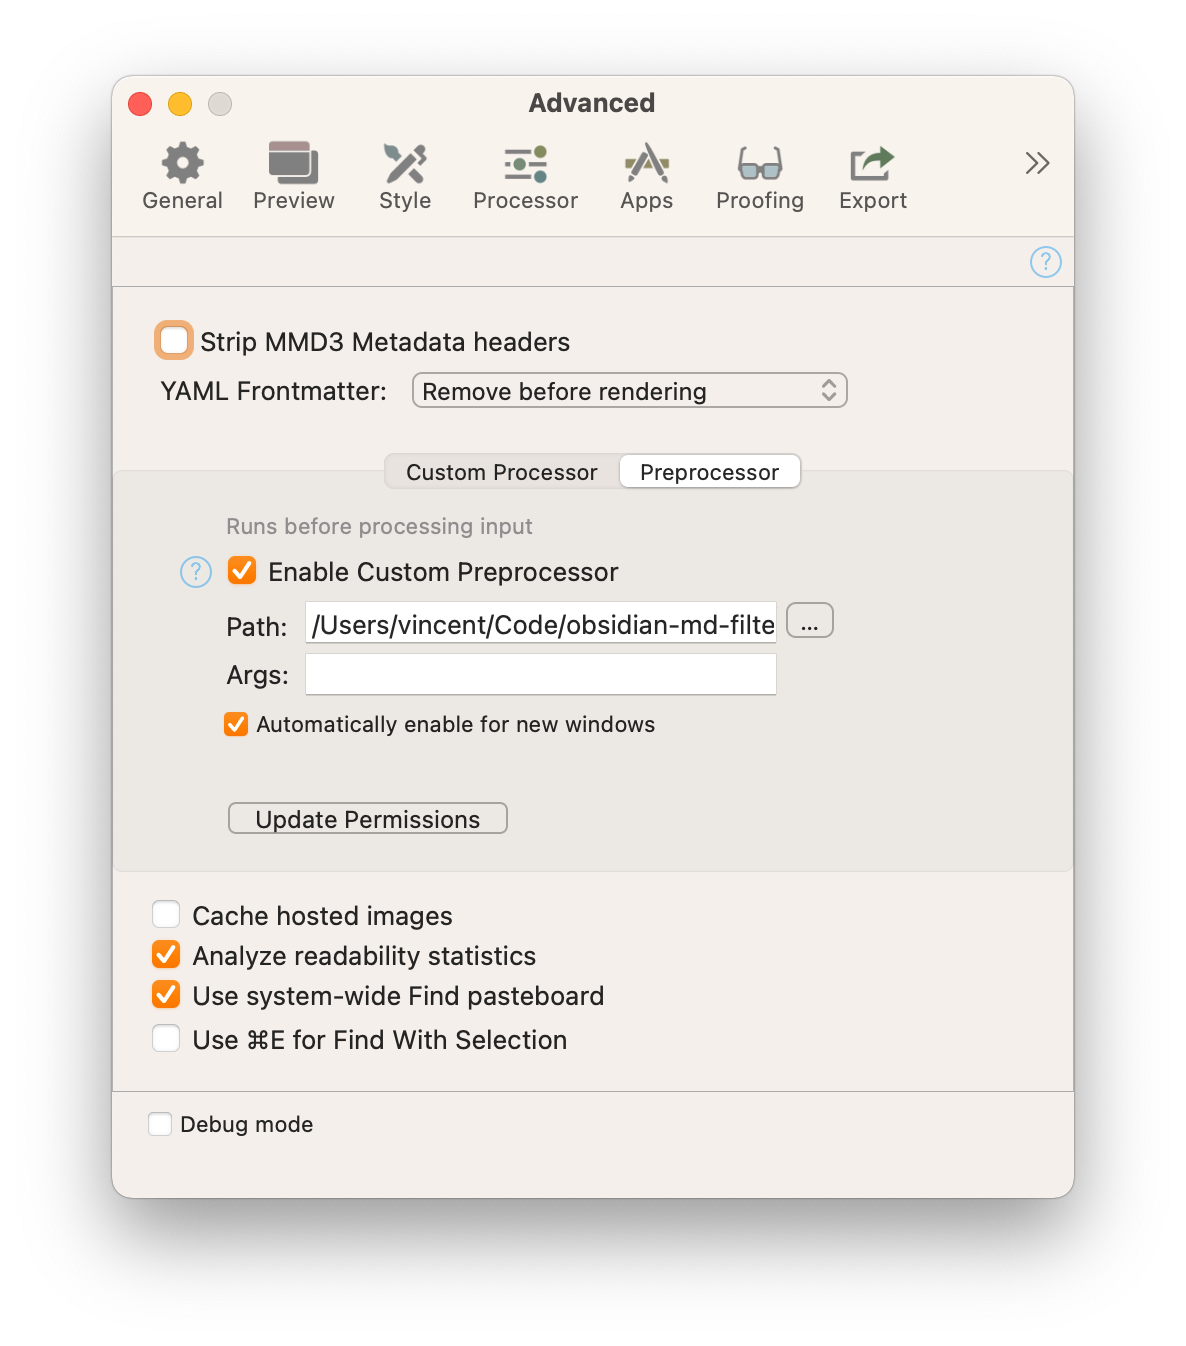 Advanced
General Preview Style Processor Apps Proofing Export
?
Strip MMD3 Metadata headers
YAML Frontmatter: Remove before rendering
Custom Processor Preprocessor
Runs before processing input
? Enable Custom Preprocessor
Path: /Users/vincent/Code/obsidian-md-filte ...
Args:
Automatically enable for new windows
Update Permissions
Cache hosted images
Analyze readability statistics
Use system-wide Find pasteboard
Use ⌘E for Find With Selection
Debug mode